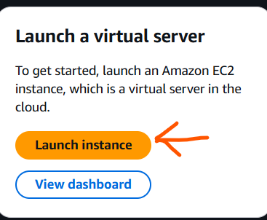 Launch a virtual server
To get started, launch an Amazon EC2
instance, which is a virtual server in the
cloud.
Launch instance
View dashboard